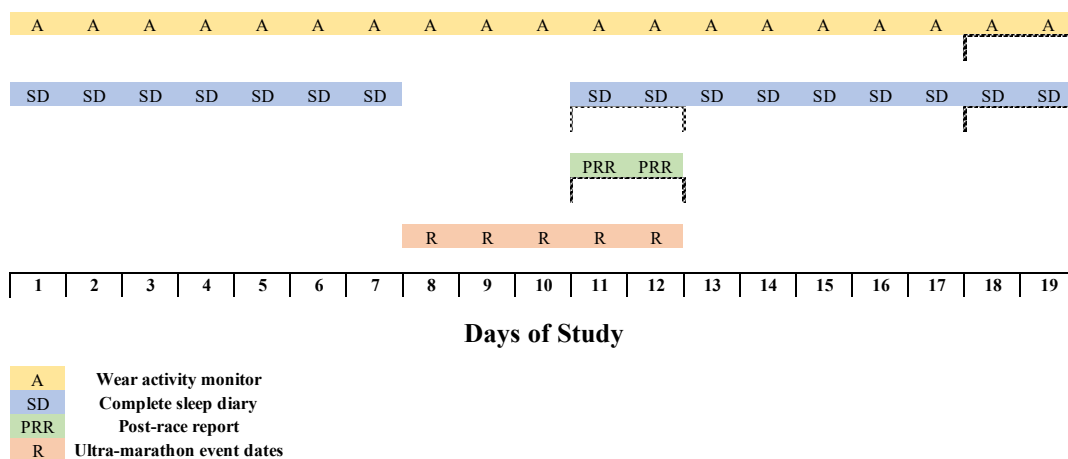 A A A A A A A A A A A A A A A A A A A
SD SD SD SD SD SD SD SD SD SD SD SD SD SD SD SD
PRR PRR
R R R R R
1 2 3 4 5 6 7 8 9 10 11 12 13 14 15 16 17 18 19
Days of Study
A Wear activity monitor
SD Complete sleep diary
PRR Post-race report
R Ultra-marathon event dates